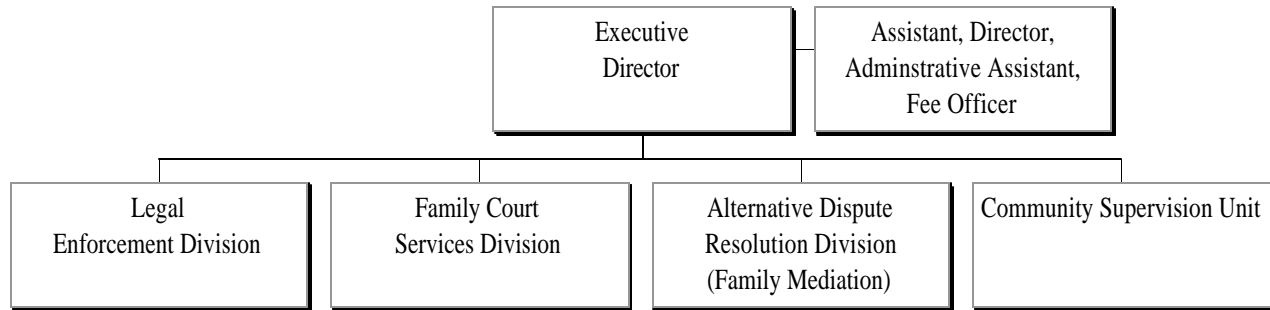 Executive
Director
Assistant, Director,
Adminstrative Assistant,
Fee Officer
Legal
Enforcement Division
Family Court
Services Division
Alternative Dispute
Resolution Division
(Family Mediation)
Community Supervision Unit